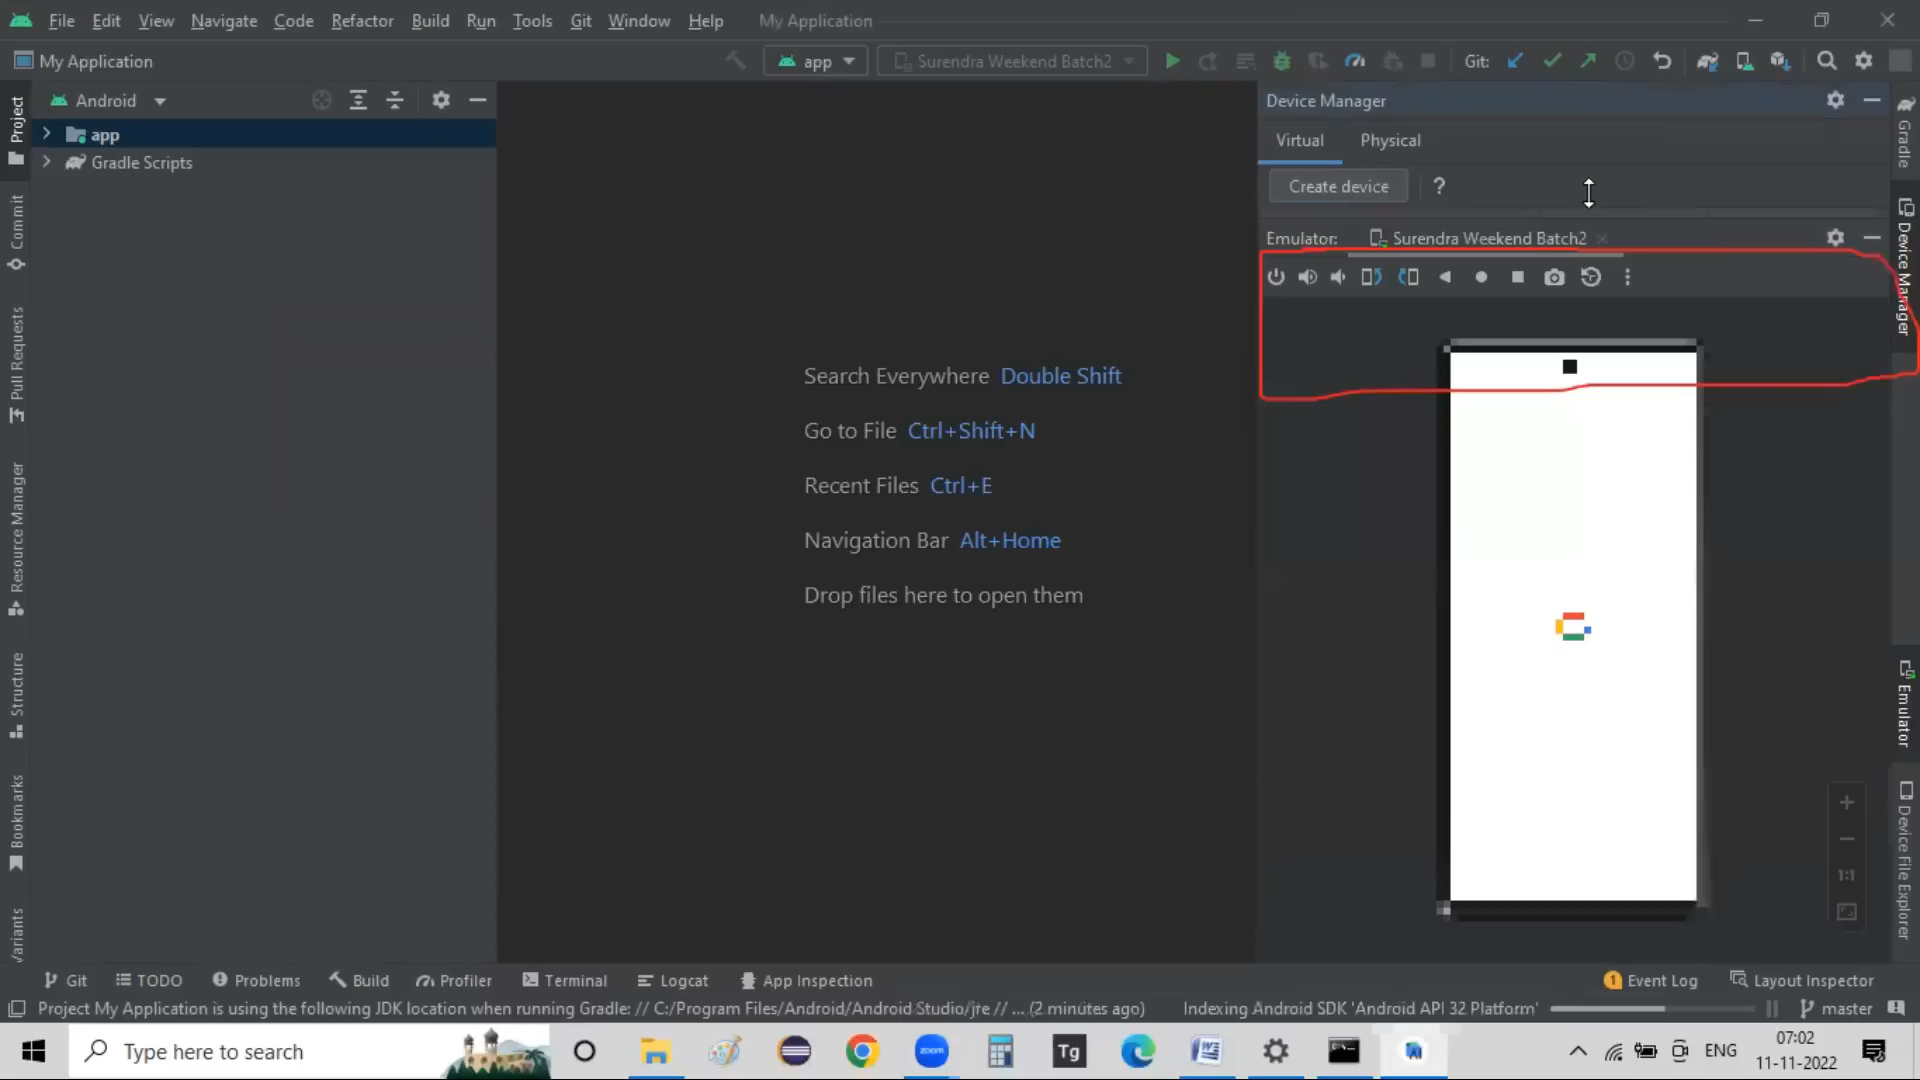 File Edit View Navigate Code Refactor Build Run Tools Git Window Help My Application
My Application
app
Surendra Weekend Batch2
Git:
Project
Commit
Pull Requests
Resource Manager
Structure
Bookmarks
Android
app
Gradle Scripts
Search Everywhere Double Shift
Go to File Ctrl+Shift+N
Recent Files Ctrl+E
Navigation Bar Alt+Home
Drop files here to open them
Device Manager
Virtual Physical
Create device ?
Emulator: Surendra Weekend Batch2
1:1
Gradle
Device Manager
Emulator
Device File Explorer
Git TODO Problems Build Profiler Terminal Logcat App Inspection
1 Event Log Layout Inspector
Project My Application is using the following JDK location when running Gradle: // C:/Program Files/Android/Android Studio/jre // ... (2 minutes ago)
Indexing Android SDK 'Android API 32 Platform'
master
Type here to search
zoom
Tg
ENG
07:02
11-11-2022